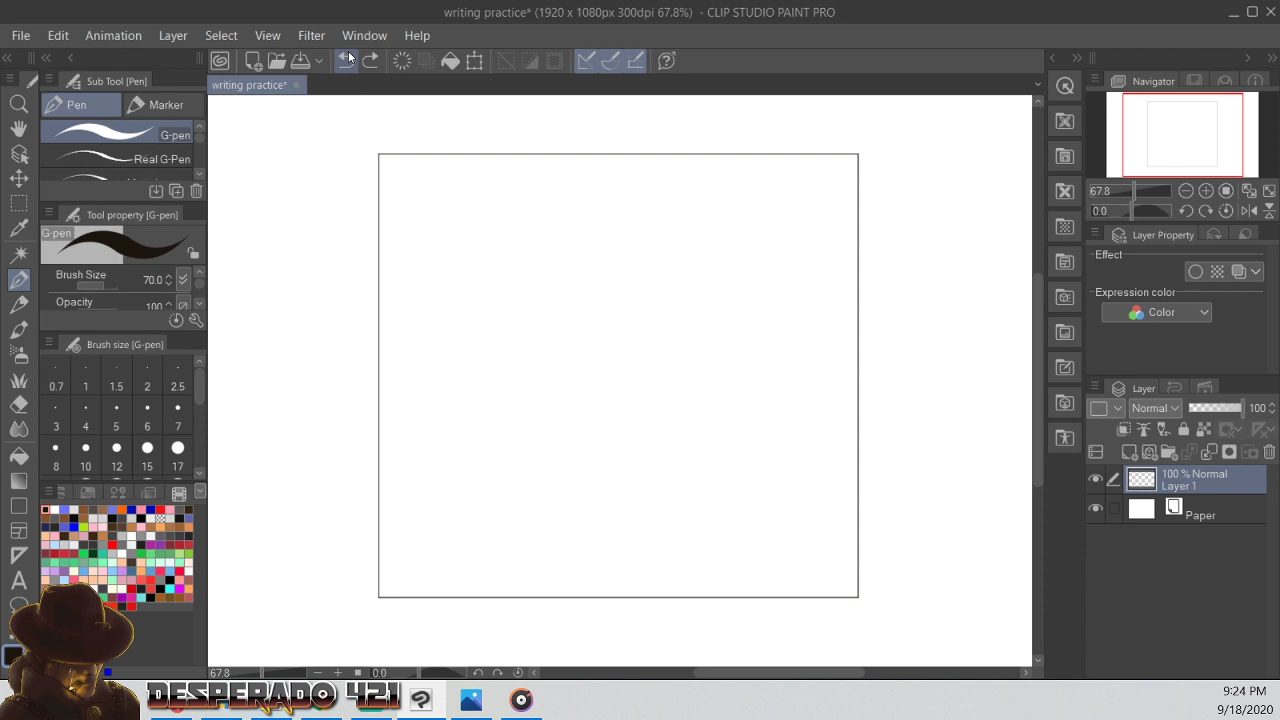 writing practice* (1920 x 1080px 300dpi 67.8%) - CLIP STUDIO PAINT PRO
File Edit Animation Layer Select View Filter Window Help
writing practice*
Sub Tool [Pen]
Pen Marker
G-pen
Real G-Pen
Tool property [G-pen]
G-pen
Brush Size 70.0
Opacity 100
Brush size [G-pen]
0.7 1 1.5 2 2.5
3 4 5 6 7
8 10 12 15 17
67.8 0.0
Navigator
67.8
0.0
Layer Property
Effect
Expression color
Color
Layer
Normal 100
100 % Normal
Layer 1
Paper
DESPERADO 421
9:24 PM
9/18/2020